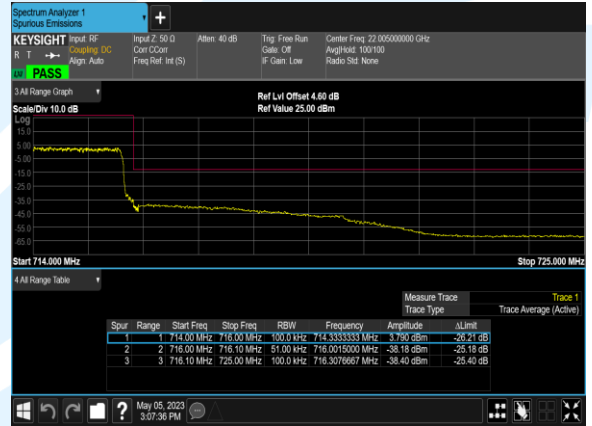 Spectrum Analyzer 1
Spurious Emissions
KEYSIGHT Input: RF Input Z: 50 Ω Atten: 40 dB Trig: Free Run Center Freq: 22.005000000 GHz
R T Coupling: DC Corr CCorr Gate: Off Avg|Hold: 100/100
Align: Auto Freq Ref: Int (S) IF Gain: Low Radio Std: None
PASS
3 All Range Graph
Ref Lvl Offset 4.60 dB
Scale/Div 10.0 dB Ref Value 25.00 dBm
Log
15.0
5.00
-5.00
-15.0
-25.0
-35.0
-45.0
-55.0
-65.0
Start 714.000 MHz Stop 725.000 MHz
4 All Range Table
Measure Trace Trace 1
Trace Type Trace Average (Active)
Spur Range Start Freq Stop Freq RBW Frequency Amplitude ΔLimit
1 1 714.00 MHz 716.00 MHz 100.0 kHz 714.3333333 MHz 3.790 dBm -26.21 dB
2 2 716.00 MHz 716.10 MHz 51.00 kHz 716.0015000 MHz -38.18 dBm -25.18 dB
3 3 716.10 MHz 725.00 MHz 100.0 kHz 716.3076667 MHz -38.40 dBm -25.40 dB
? May 05, 2023
3:07:36 PM